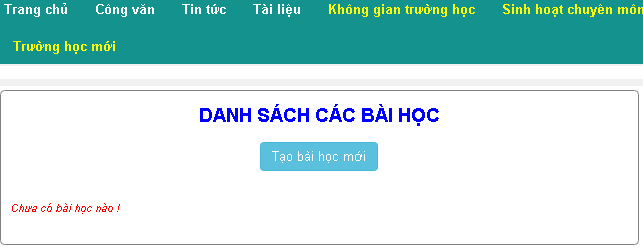 Trang chủ Công văn Tin tức Tài liệu Không gian trường học Sinh hoạt chuyên môn
Trường học mới
DANH SÁCH CÁC BÀI HỌC
Tạo bài học mới
Chưa có bài học nào !